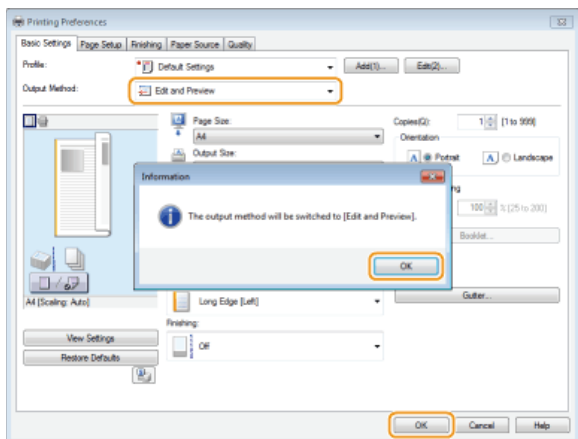 Printing Preferences
Basic Settings Page Setup Finishing Paper Source Quality
Profile: Default Settings Add(1)... Edit(2)...
Output Method: Edit and Preview
Page Size: Copies(Q): 1 [1 to 999]
A4 Orientation
Output Size: A Portrait A Landscape
Information
ng
100 % [25 to 200]
The output method will be switched to [Edit and Preview].
Booklet...
OK
A4 [Scaling: Auto] Long Edge [Left] Gutter...
Finishing:
View Settings Off
Restore Defaults
OK Cancel Help